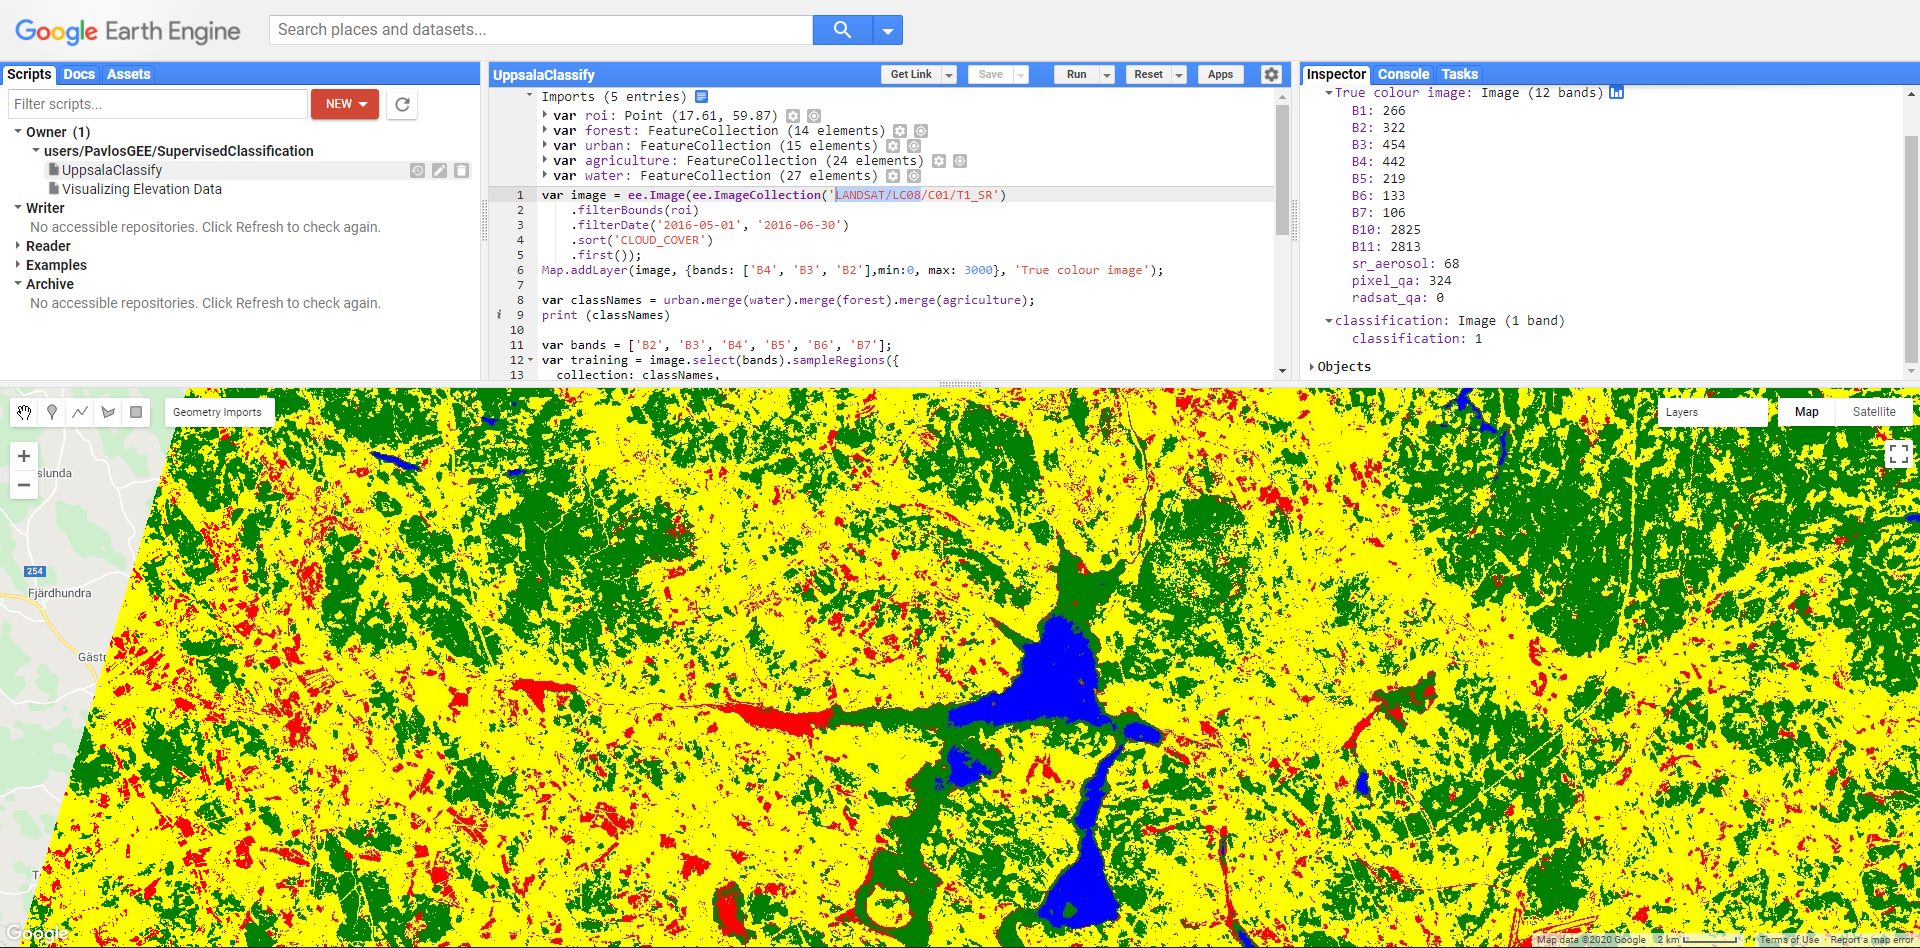 Google Earth Engine
Search places and datasets...
Scripts Docs Assets
Filter scripts...
NEW
Owner (1)
users/PavlosGEE/SupervisedClassification
UppsalaClassify
Visualizing Elevation Data
Writer
No accessible repositories. Click Refresh to check again.
Reader
Examples
Archive
No accessible repositories. Click Refresh to check again.
UppsalaClassify
Get Link Save Run Reset Apps
Imports (5 entries)
var roi: Point (17.61, 59.87)
var forest: FeatureCollection (14 elements)
var urban: FeatureCollection (15 elements)
var agriculture: FeatureCollection (24 elements)
var water: FeatureCollection (27 elements)
1 var image = ee.Image(ee.ImageCollection('LANDSAT/LC08/C01/T1_SR')
2 .filterBounds(roi)
3 .filterDate('2016-05-01', '2016-06-30')
4 .sort('CLOUD_COVER')
5 .first());
6 Map.addLayer(image, {bands: ['B4', 'B3', 'B2'],min:0, max: 3000}, 'True colour image');
7
8 var classNames = urban.merge(water).merge(forest).merge(agriculture);
i 9 print (classNames)
10
11 var bands = ['B2', 'B3', 'B4', 'B5', 'B6', 'B7'];
12 var training = image.select(bands).sampleRegions({
13 collection: classNames,
Inspector Console Tasks
True colour image: Image (12 bands)
B1: 266
B2: 322
B3: 454
B4: 442
B5: 219
B6: 133
B7: 106
B10: 2825
B11: 2813
sr_aerosol: 68
pixel_qa: 324
radsat_qa: 0
classification: Image (1 band)
classification: 1
Objects
Geometry Imports
Layers
Map Satellite
slunda
254
Fjärdhundra
Gästr
T
Google
Map data ©2020 Google 2 km Terms of Use Report a map error